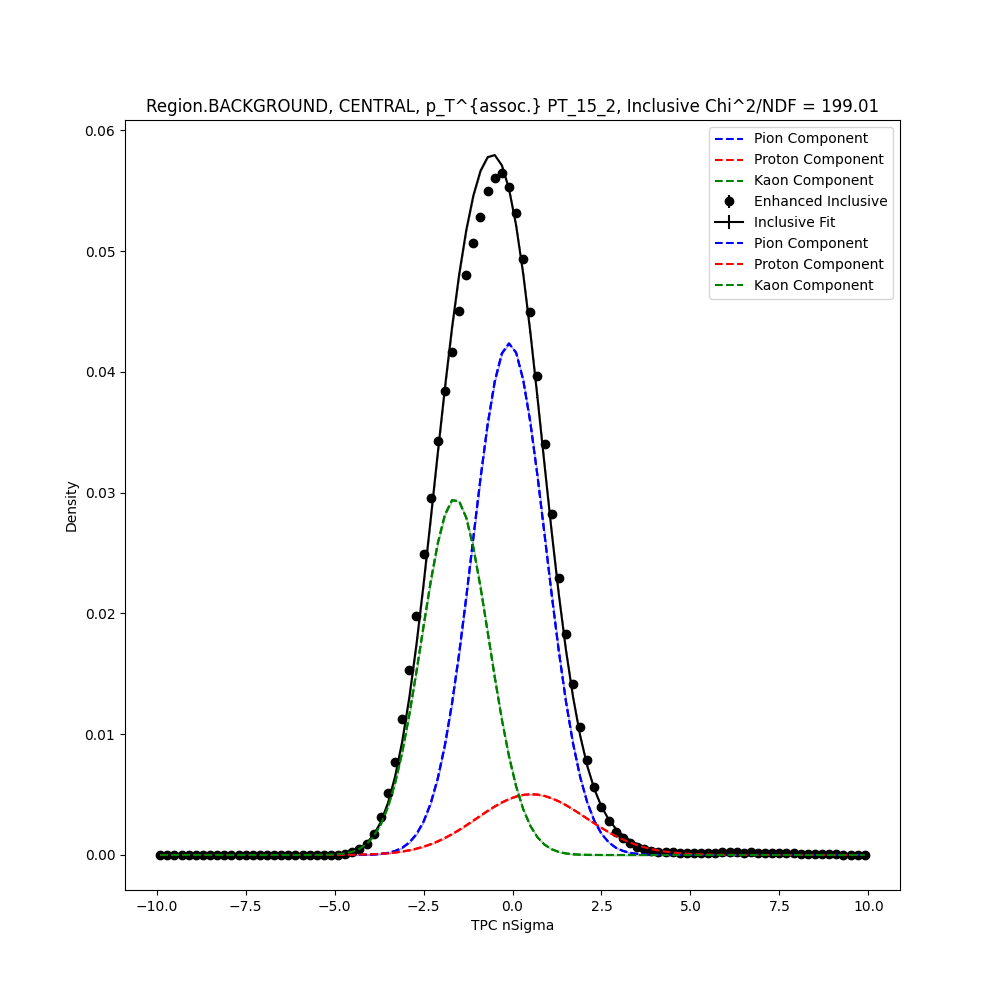 Region.BACKGROUND, CENTRAL, p_T^{assoc.} PT_15_2, Inclusive Chi^2/NDF = 199.01
Pion Component
Proton Component
Kaon Component
Enhanced Inclusive
Inclusive Fit
Pion Component
Proton Component
Kaon Component
0.06
0.05
0.04
0.03
0.02
0.01
0.00
Density
−10.0 −7.5 −5.0 −2.5 0.0 2.5 5.0 7.5 10.0
TPC nSigma